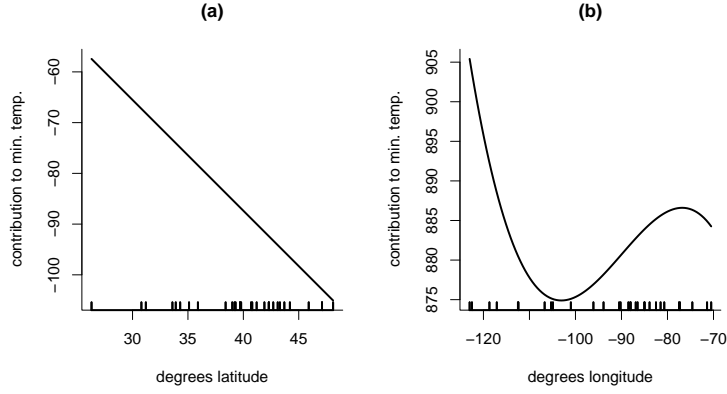 (a)
contribution to min. temp.
−60
−70
−80
−90
−100
30 35 40 45
degrees latitude
(b)
contribution to min. temp.
905
900
895
890
885
880
875
−120 −100 −90 −80 −70
degrees longitude